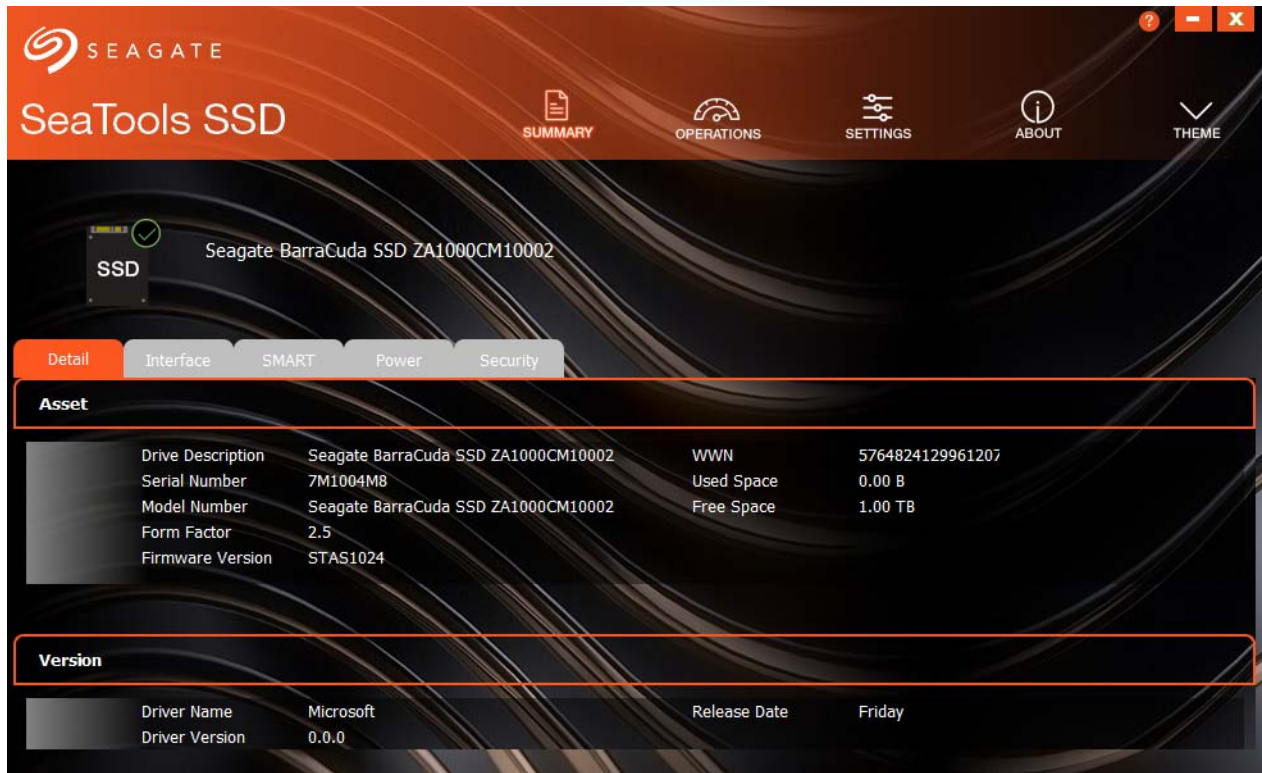 ? - X
SEAGATE
SeaTools SSD
SUMMARY OPERATIONS SETTINGS ABOUT THEME
SSD
Seagate BarraCuda SSD ZA1000CM10002
Detail Interface SMART Power Security
Asset
Drive Description Seagate BarraCuda SSD ZA1000CM10002 WWN 5764824129961207
Serial Number 7M1004M8 Used Space 0.00 B
Model Number Seagate BarraCuda SSD ZA1000CM10002 Free Space 1.00 TB
Form Factor 2.5
Firmware Version STAS1024
Version
Driver Name Microsoft Release Date Friday
Driver Version 0.0.0